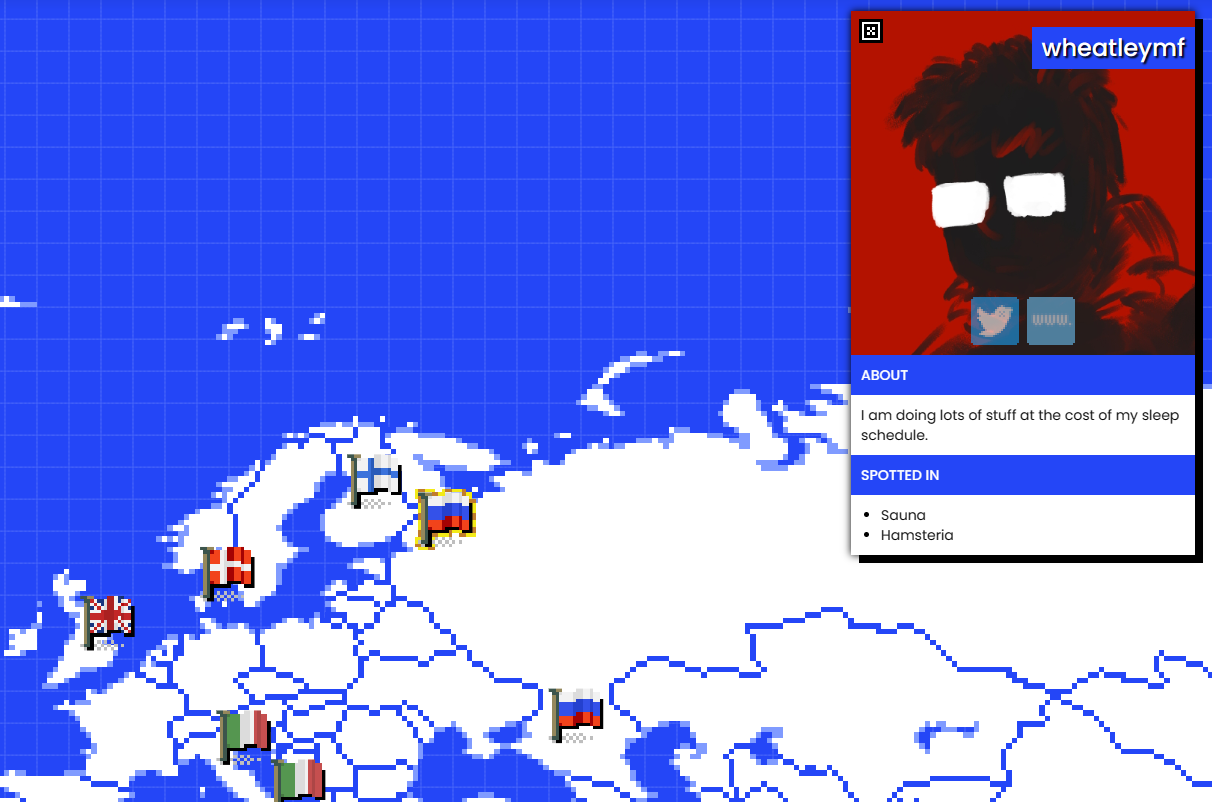 wheatleymf
www.
ABOUT
I am doing lots of stuff at the cost of my sleep
schedule.
SPOTTED IN
Sauna
Hamsteria